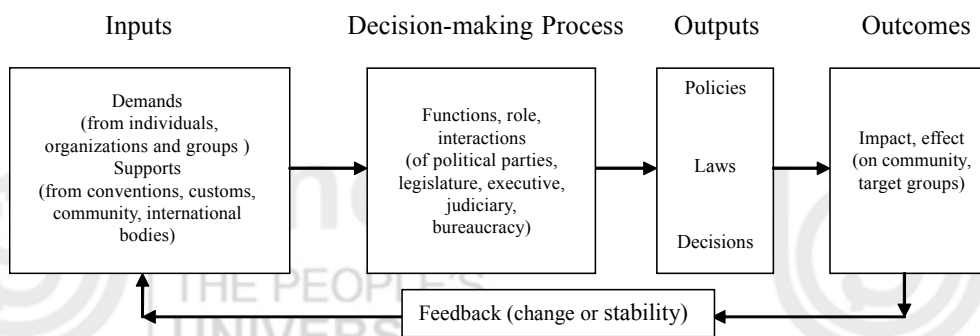 Inputs
Decision-making Process
Outputs
Outcomes
Demands
(from individuals,
organizations and groups )
Supports
(from conventions, customs,
community, international
bodies)
Functions, role,
interactions
(of political parties,
legislature, executive,
judiciary,
bureaucracy)
Policies
Laws
Decisions
Impact, effect
(on community,
target groups)
Feedback (change or stability)
THE PEOPLE'S